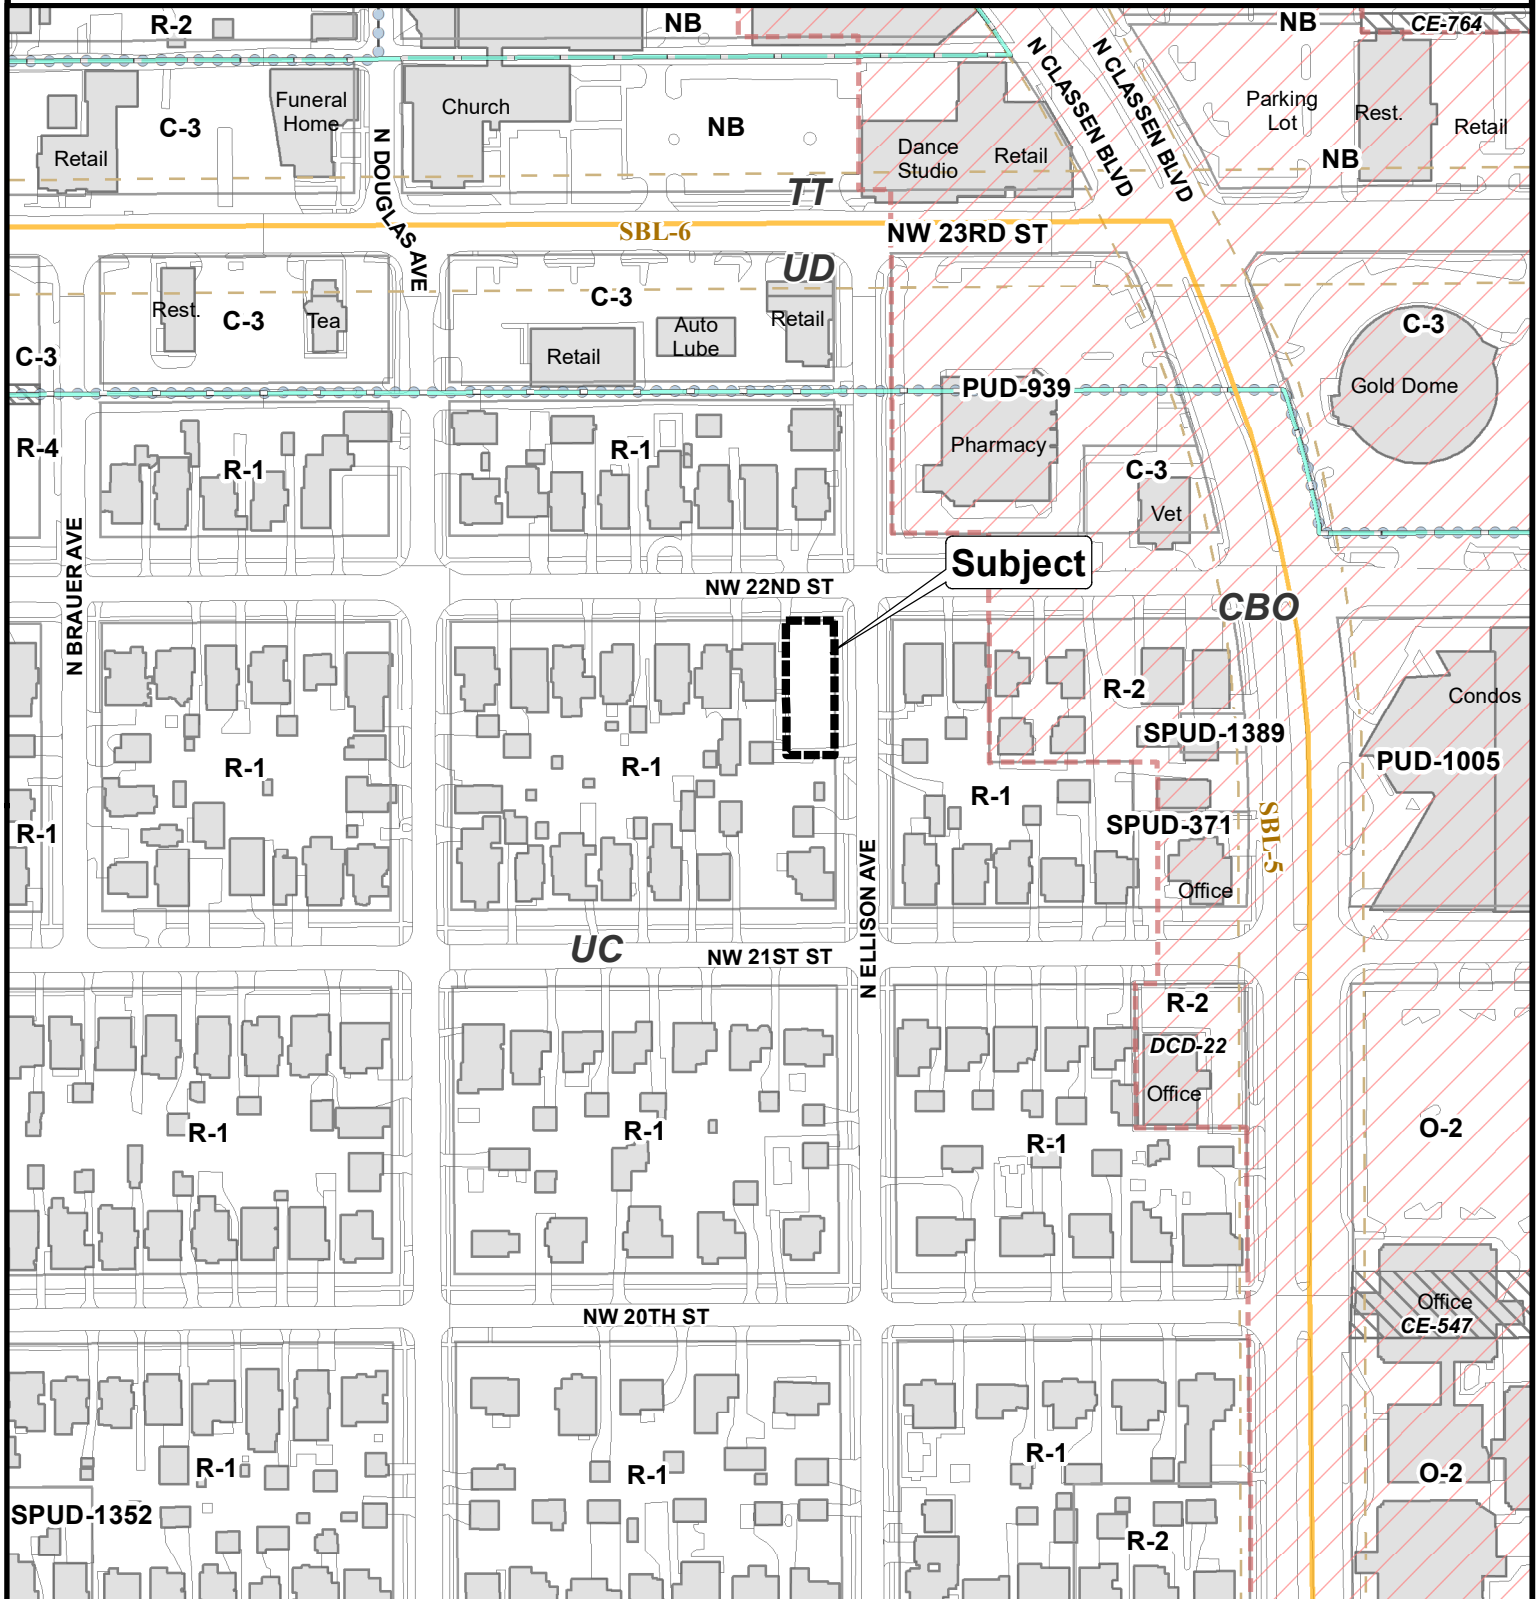 R-2
NB
NB
CE-764
N CLASSEN BLVD
N CLASSEN BLVD
Funeral
Home
Church
Parking
Lot
Rest.
Retail
C-3
NB
Retail
Dance
Studio
Retail
NB
N DOUGLAS AVE
TT
SBL-6
NW 23RD ST
UD
C-3
Rest.
C-3
Tea
Retail
Auto
Lube
Retail
C-3
C-3
Gold Dome
PUD-939
R-4
R-1
R-1
Pharmacy
C-3
Vet
N BRAUER AVE
Subject
NW 22ND ST
CBO
R-2
Condos
SPUD-1389
PUD-1005
R-1
R-1
R-1
R-1
SPUD-371
SBL-5
Office
N ELLISON AVE
UC
NW 21ST ST
R-2
DCD-22
Office
R-1
R-1
R-1
O-2
Office
CE-547
NW 20TH ST
R-1
R-1
R-1
O-2
SPUD-1352
R-2